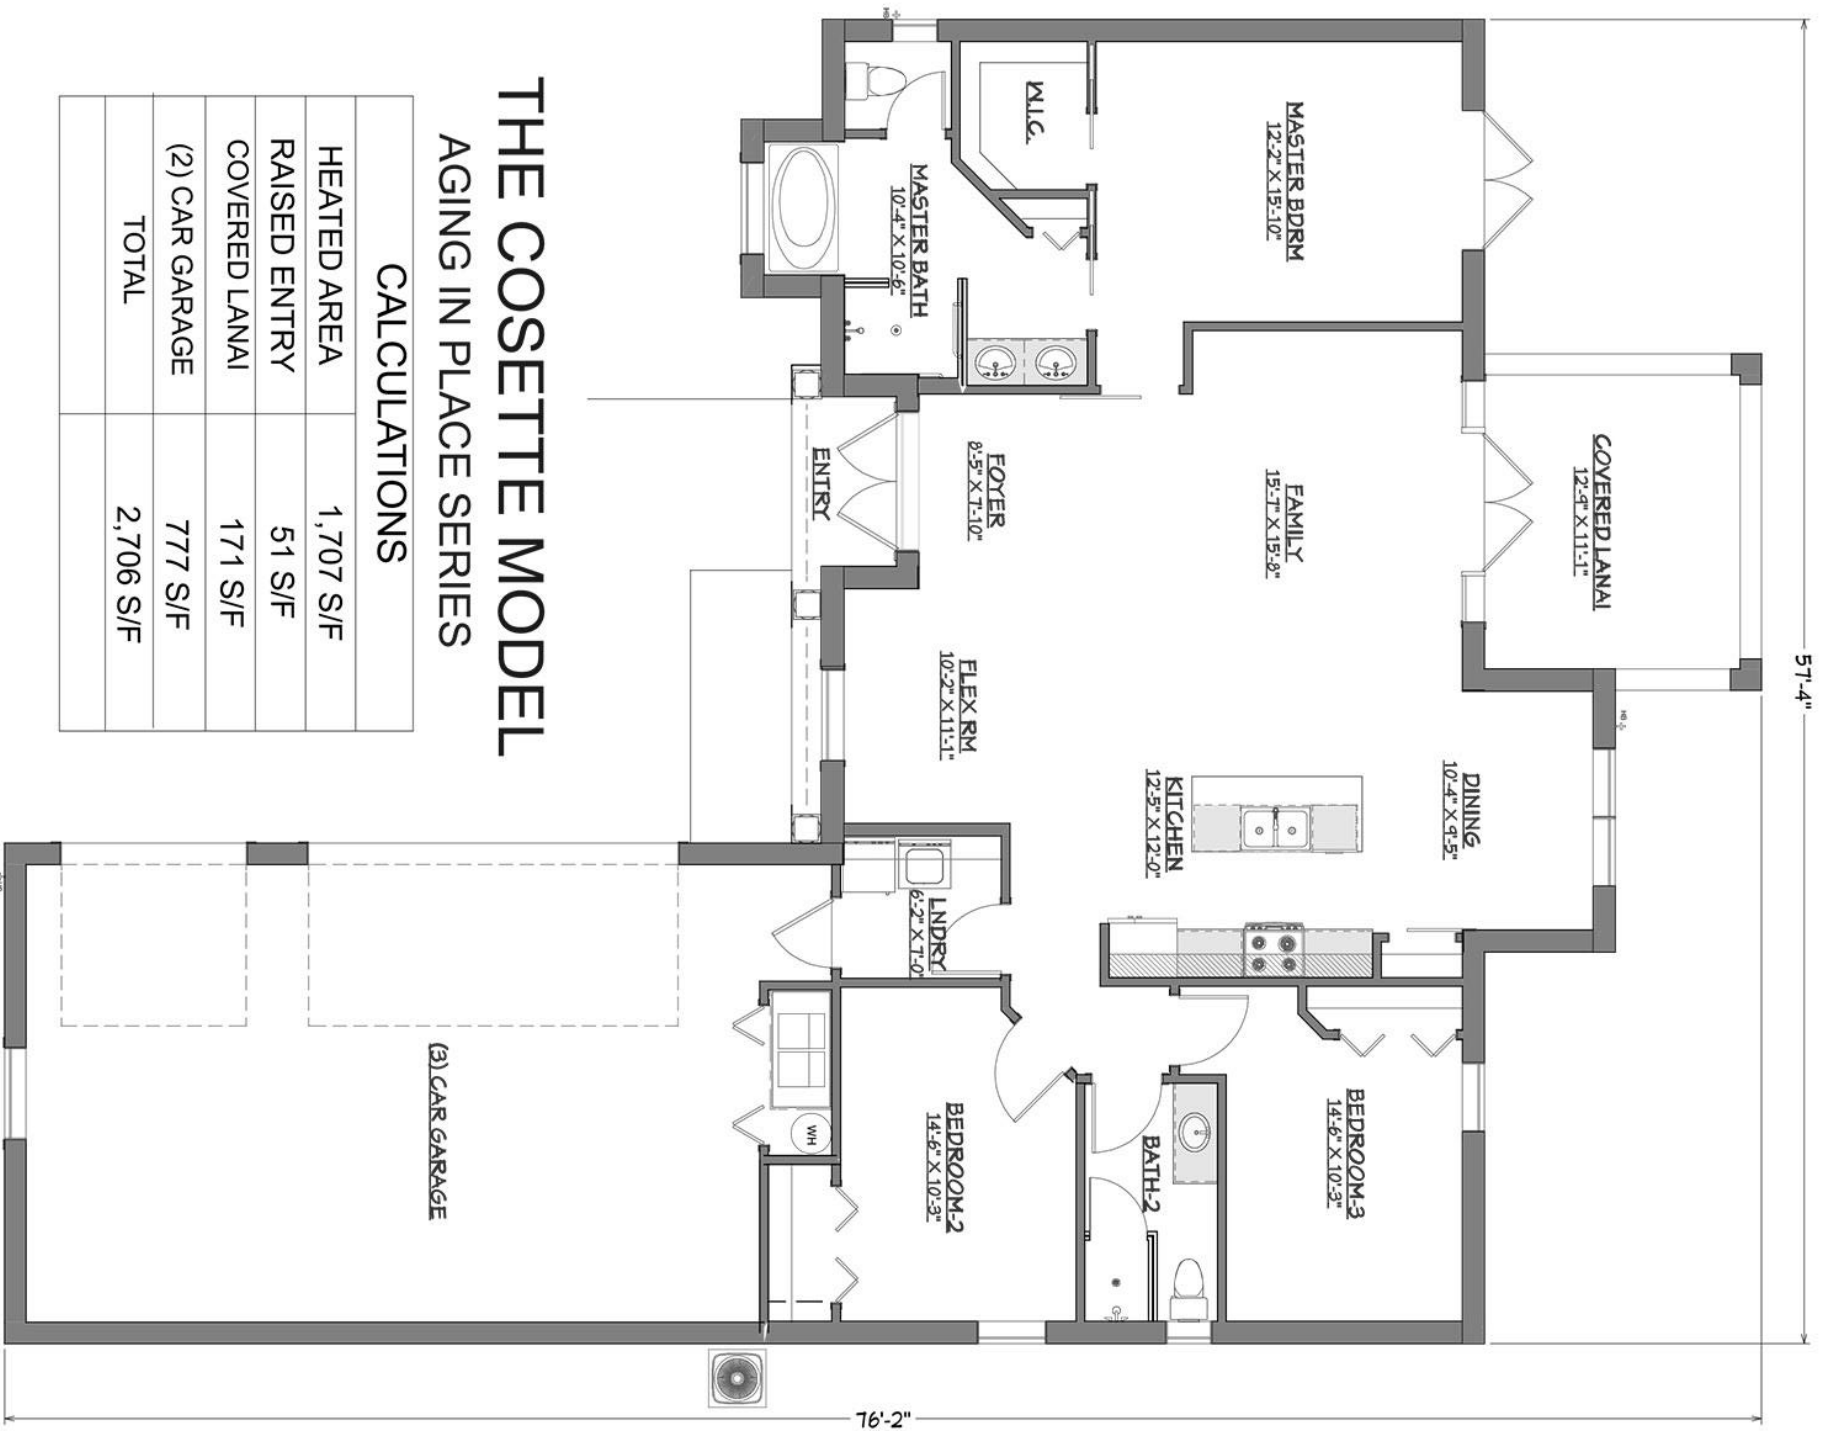 57'-4"
COVERED LANAI
12'-9" X 11'-1"
HB
DINING
10'-4" X 9'-5"
MASTER BDRM
12'-2" X 15'-10"
FAMILY
15'-7" X 15'-8"
BEDROOM-3
14'-6" X 10'-3"
KITCHEN
12'-5" X 12'-0"
BATH-2
W.I.C.
FOYER
8'-5" X 7'-10"
FLEX RM
10'-2" X 11'-1"
LNDRY
6'-2" X 7'-0"
BEDROOM-2
14'-6" X 10'-3"
MASTER BATH
10'-4" X 10'-6"
HB
ENTRY
WH
76'-2"
(3) CAR GARAGE
THE COSETTE MODEL
AGING IN PLACE SERIES
CALCULATIONS
HEATED AREA 1,707 S/F
RAISED ENTRY 51 S/F
COVERED LANAI 171 S/F
(2) CAR GARAGE 777 S/F
TOTAL 2,706 S/F